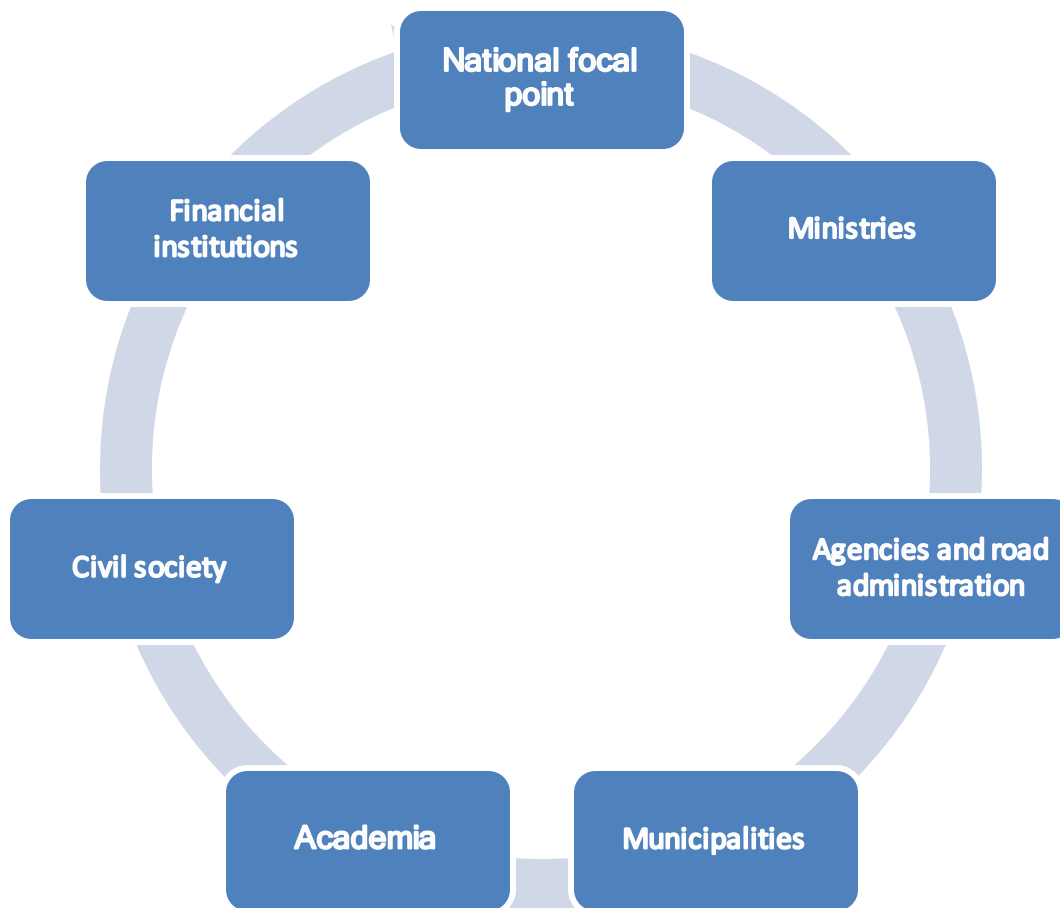 National focal
point
Financial
institutions
Ministries
Civil society
Agencies and road
administration
Academia
Municipalities